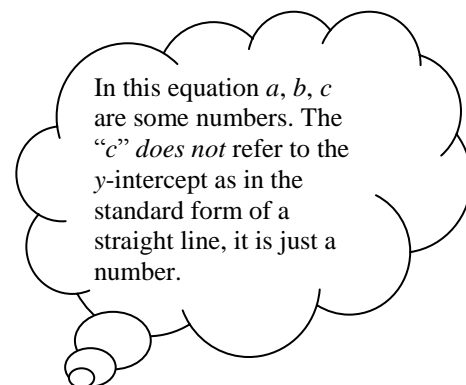 In this equation a, b, c
are some numbers. The
“c” does not refer to the
y-intercept as in the
standard form of a
straight line, it is just a
number.